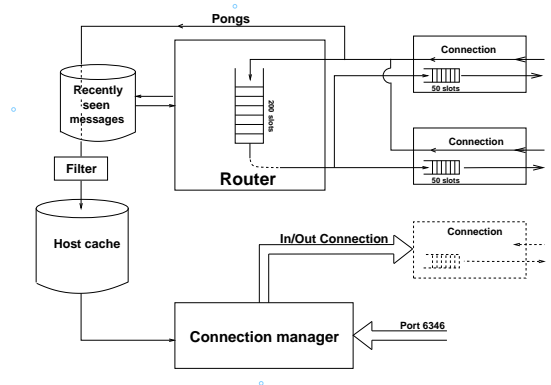 Pongs
Recently
seen
messages
200 slots
Router
Connection
50 slots
Connection
50 slots
Filter
Host cache
In/Out Connection
Connection
Connection manager
Port 6346